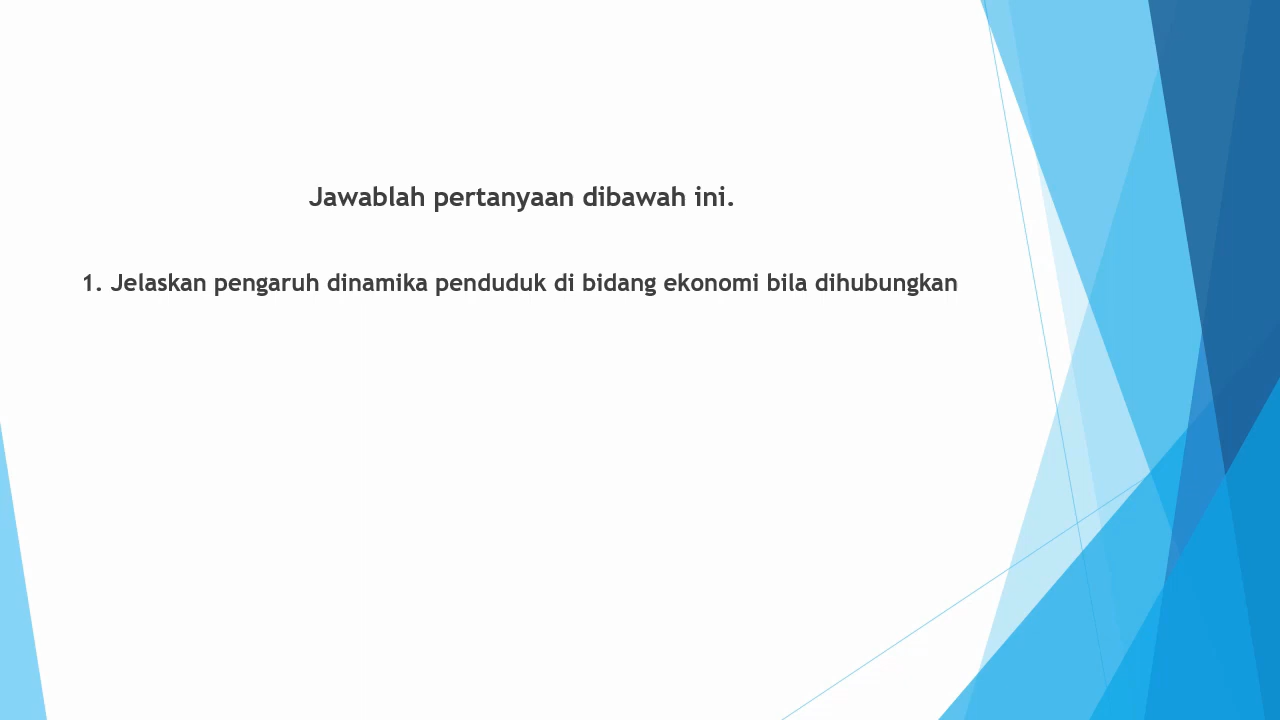 Jawablah pertanyaan dibawah ini.
1. Jelaskan pengaruh dinamika penduduk di bidang ekonomi bila dihubungkan